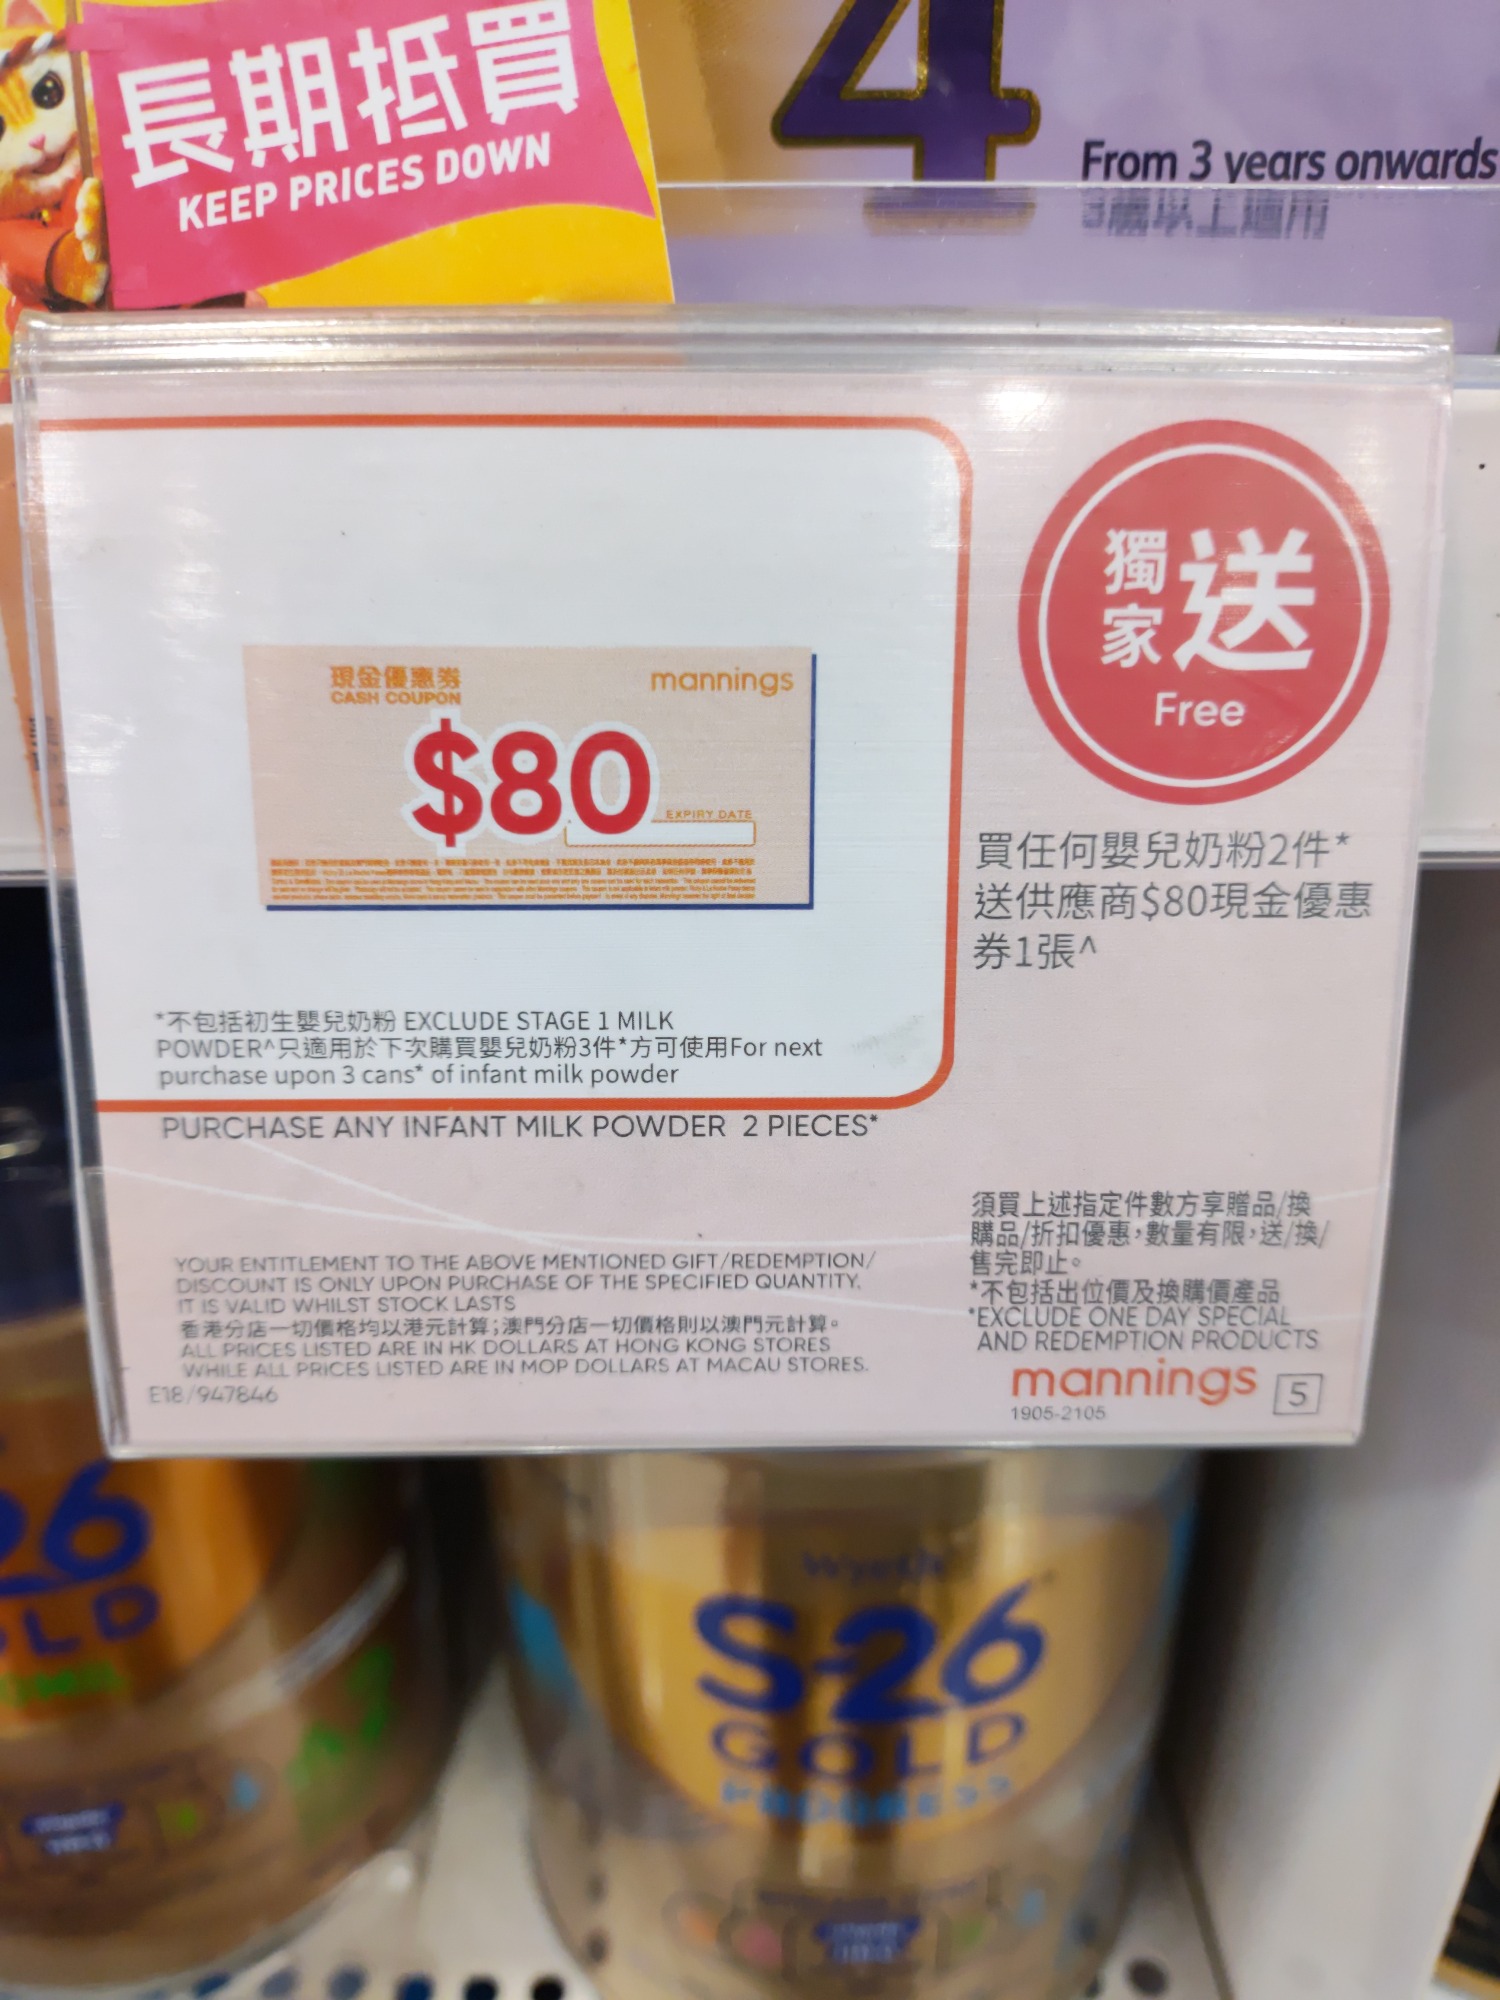 長期抵買
KEEP PRICES DOWN
4
From 3 years onwards
3歲以上適用
獨家 送
Free
現金優惠券
CASH COUPON
mannings
$80
EXPIRY DATE
買任何嬰兒奶粉2件*
送供應商$80現金優惠
券1張^
*不包括初生嬰兒奶粉 EXCLUDE STAGE 1 MILK
POWDER^只適用於下次購買嬰兒奶粉3件*方可使用For next
purchase upon 3 cans* of infant milk powder
PURCHASE ANY INFANT MILK POWDER 2 PIECES*
YOUR ENTITLEMENT TO THE ABOVE MENTIONED GIFT/REDEMPTION/
DISCOUNT IS ONLY UPON PURCHASE OF THE SPECIFIED QUANTITY.
IT IS VALID WHILST STOCK LASTS
香港分店一切價格均以港元計算；澳門分店一切價格則以澳門元計算。
ALL PRICES LISTED ARE IN HK DOLLARS AT HONG KONG STORES
WHILE ALL PRICES LISTED ARE IN MOP DOLLARS AT MACAU STORES.
E18/947846
須買上述指定件數方享贈品/換
購品/折扣優惠，數量有限，送/換/
售完即止。
*不包括出位價及換購價產品
*EXCLUDE ONE DAY SPECIAL
AND REDEMPTION PRODUCTS
mannings 5
1905-2105
26
LD
Wyeth
S-26
GOLD
PROGRESS